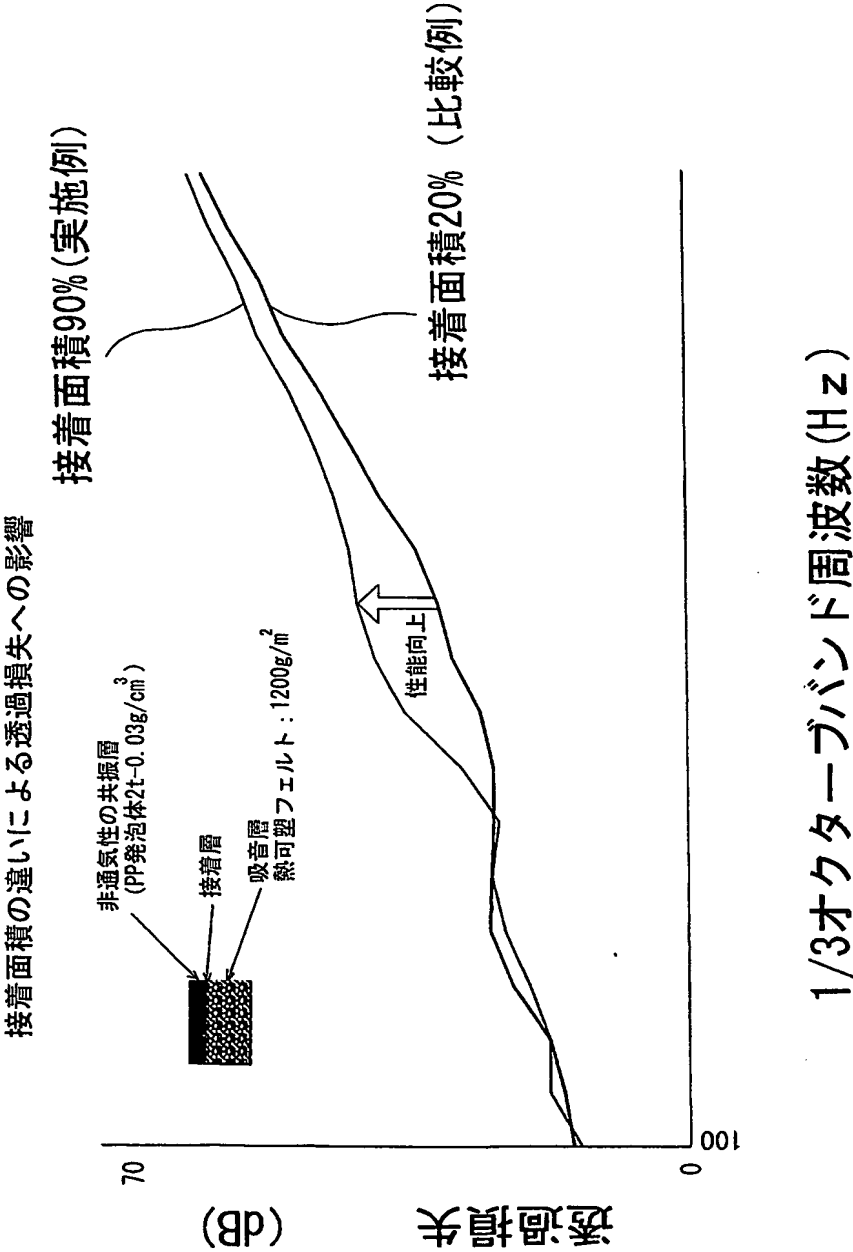 接着面積の違いによる透過損失への影響
非通気性の共振層
(PP発泡体2t-0.03g/cm³)
接着層
吸音層
熱可塑フェルト：1200g/m²
接着面積90%(実施例)
接着面積20%（比較例）
性能向上
透過損失
(dB)
70
0
100
1/3オクターブバンド周波数(Hz)